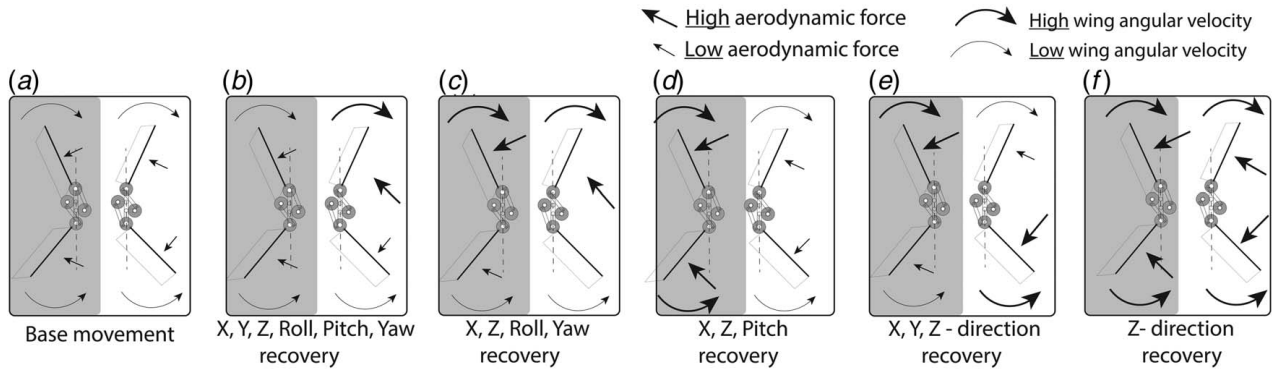 High aerodynamic force
Low aerodynamic force
High wing angular velocity
Low wing angular velocity
(a)
(b)
(c)
(d)
(e)
(f)
Base movement
X, Y, Z, Roll, Pitch, Yaw
recovery
X, Z, Roll, Yaw
recovery
X, Z, Pitch
recovery
X, Y, Z - direction
recovery
Z- direction
recovery